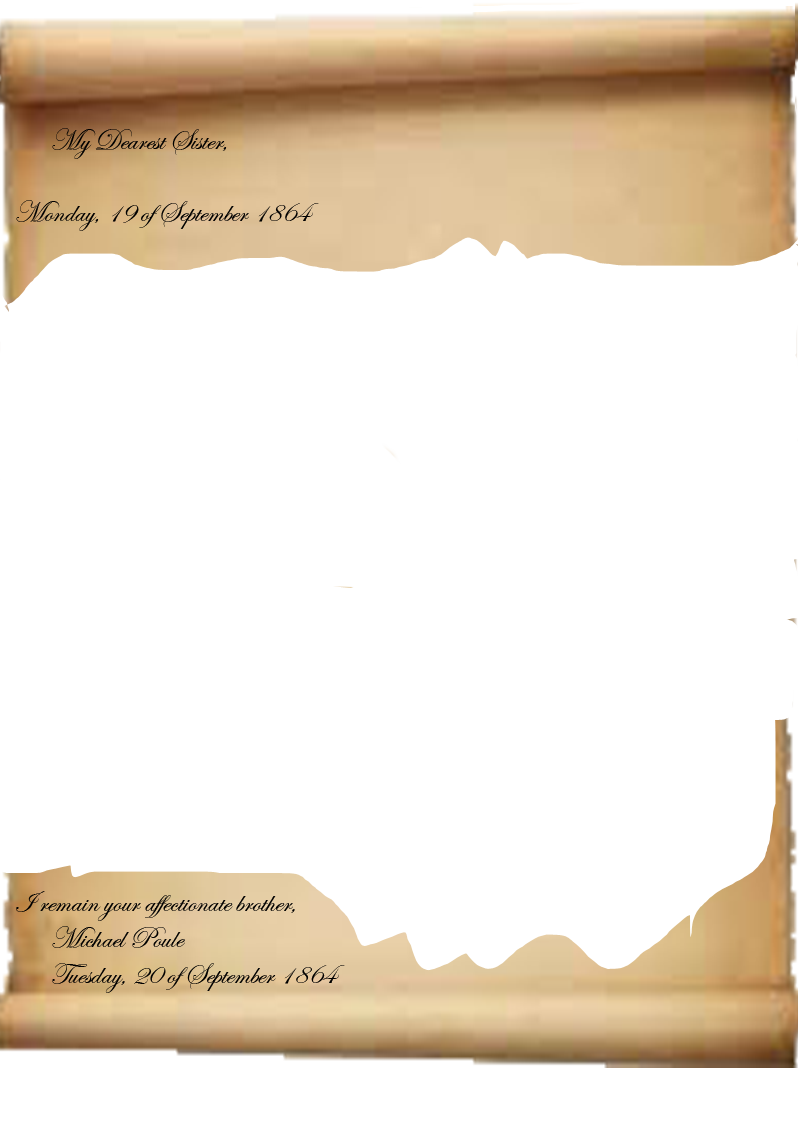 My Dearest Sister,
Monday, 19 of September 1864
I remain your affectionate brother,
Michael Poule
Tuesday, 20 of September 1864